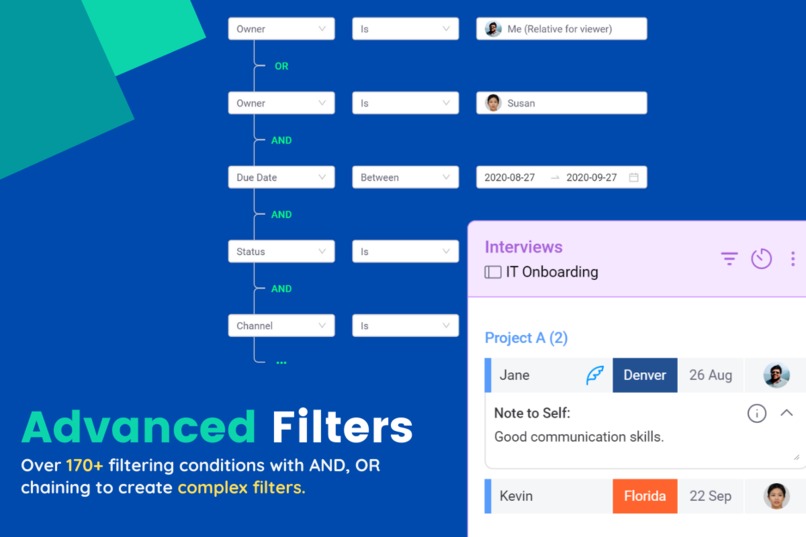 Owner Is Me (Relative for viewer)
OR
Owner Is Susan
AND
Due Date Between 2020-08-27 → 2020-09-27
AND
Status Is
AND
Channel Is
...
Interviews
IT Onboarding
Project A (2)
Jane Denver 26 Aug
Note to Self:
Good communication skills.
Kevin Florida 22 Sep
Advanced Filters
Over 170+ filtering conditions with AND, OR
chaining to create complex filters.